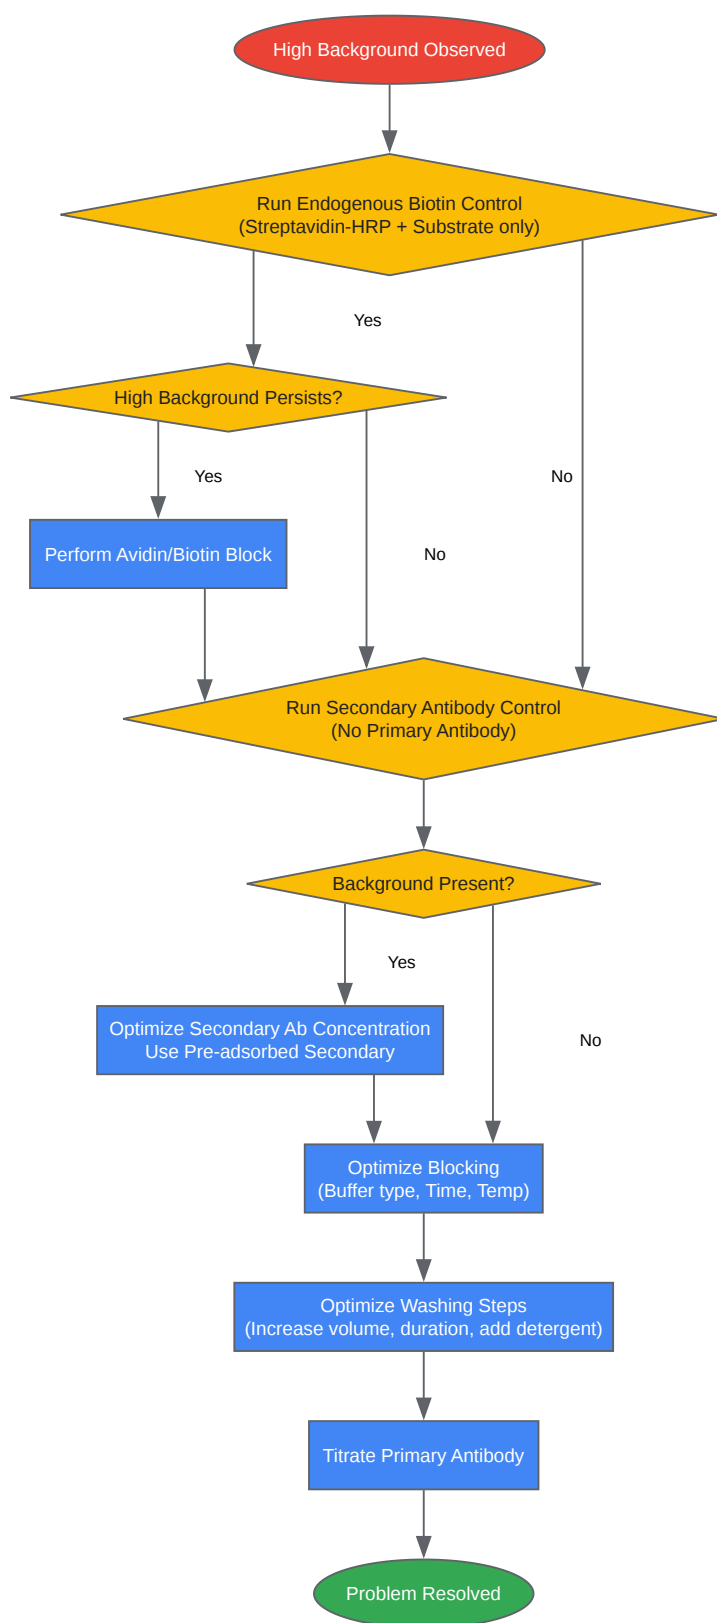 High Background Observed
Run Endogenous Biotin Control
(Streptavidin-HRP + Substrate only)
Yes
High Background Persists?
Yes
No
Perform Avidin/Biotin Block
No
Run Secondary Antibody Control
(No Primary Antibody)
Background Present?
Yes
Optimize Secondary Ab Concentration
Use Pre-adsorbed Secondary
No
Optimize Blocking
(Buffer type, Time, Temp)
Optimize Washing Steps
(Increase volume, duration, add detergent)
Titrate Primary Antibody
Problem Resolved